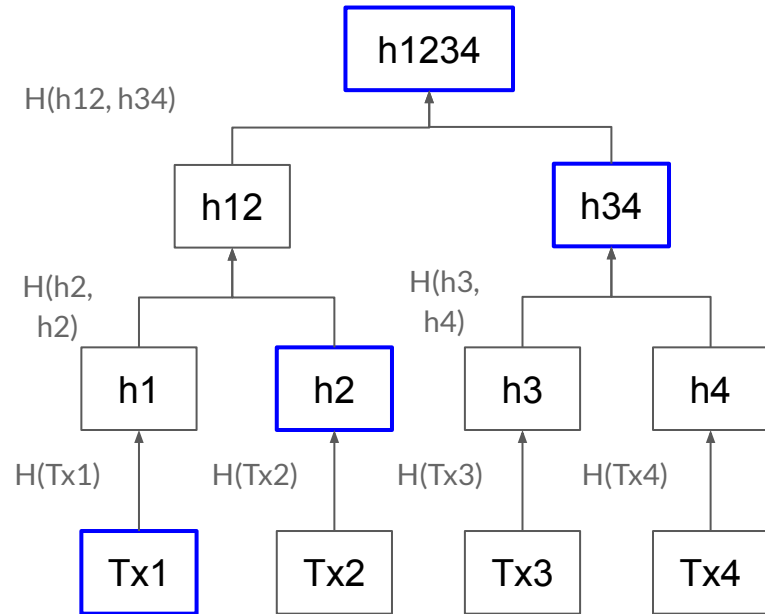 h1234
H(h12, h34)
h12
h34
H(h2,
h2)
H(h3,
h4)
h1
h2
h3
h4
H(Tx1)
H(Tx2)
H(Tx3)
H(Tx4)
Tx1
Tx2
Tx3
Tx4